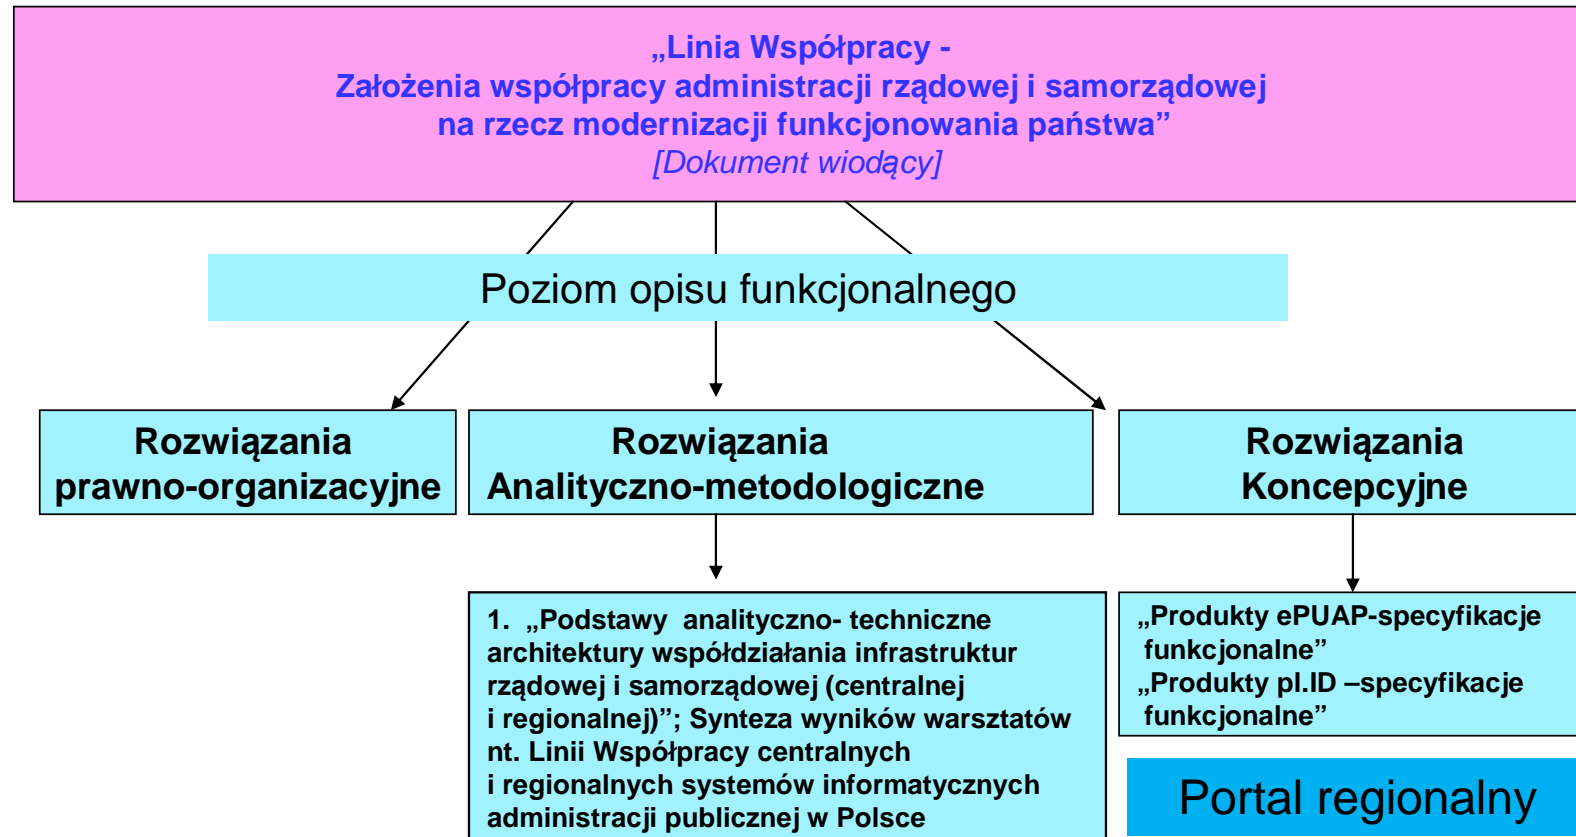 „Linia Współpracy -
Założenia współpracy administracji rządowej i samorządowej
na rzecz modernizacji funkcjonowania państwa”
[Dokument wiodący]
Poziom opisu funkcjonalnego
Rozwiązania
prawno-organizacyjne
Rozwiązania
Analityczno-metodologiczne
Rozwiązania
Koncepcyjne
1. „Podstawy analityczno- techniczne
architektury współdziałania infrastruktur
rządowej i samorządowej (centralnej
i regionalnej)”; Synteza wyników warsztatów
nt. Linii Współpracy centralnych
i regionalnych systemów informatycznych
administracji publicznej w Polsce
„Produkty ePUAP-specyfikacje
funkcjonalne”
„Produkty pl.ID –specyfikacje
funkcjonalne”
Portal regionalny